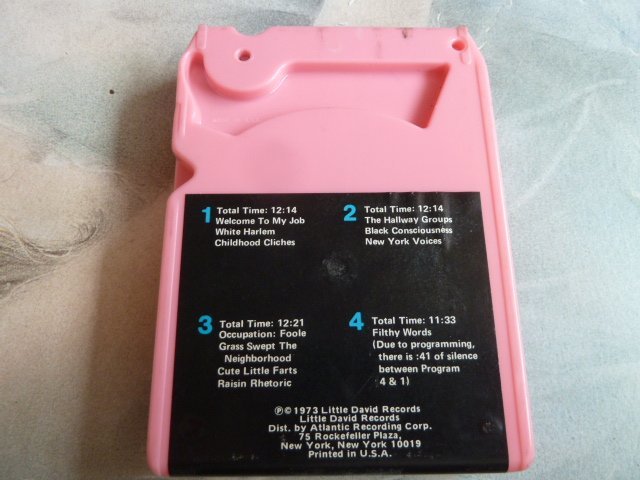 1 Total Time: 12:14
Welcome To My Job
White Harlem
Childhood Cliches
2 Total Time: 12:14
The Hallway Groups
Black Consciousness
New York Voices
3 Total Time: 12:21
Occupation: Foole
Grass Swept The
Neighborhood
Cute Little Farts
Raisin Rhetoric
4 Total Time: 11:33
Filthy Words
(Due to programming,
there is :41 of silence
between Program
4 & 1)
Ⓟ©1973 Little David Records
Little David Records
Dist. by Atlantic Recording Corp.
75 Rockefeller Plaza,
New York, New York 10019
Printed in U.S.A.